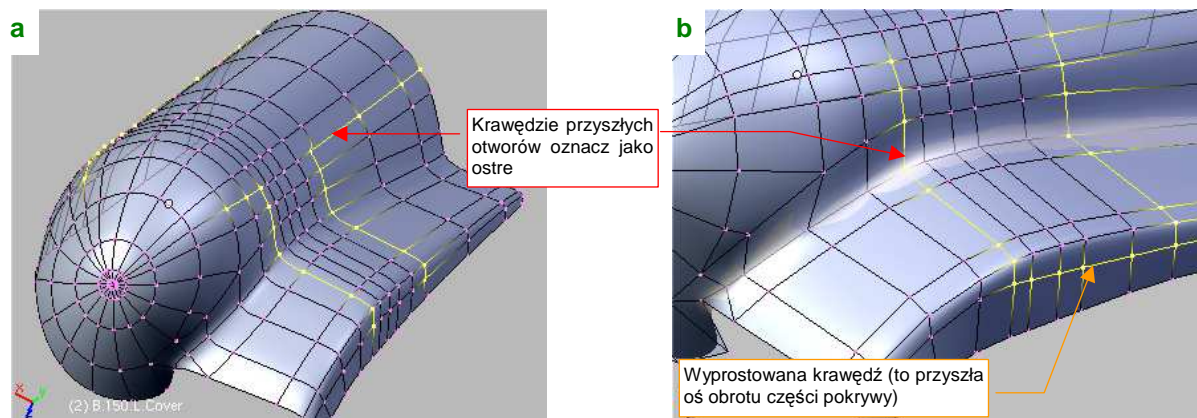 a
b
Krawędzie przyszłych
otworów oznacz jako
ostre
Wyprostowana krawędź (to przyszła
oś obrotu części pokrywy)
x
y
z
(2) B.150.L.Cover